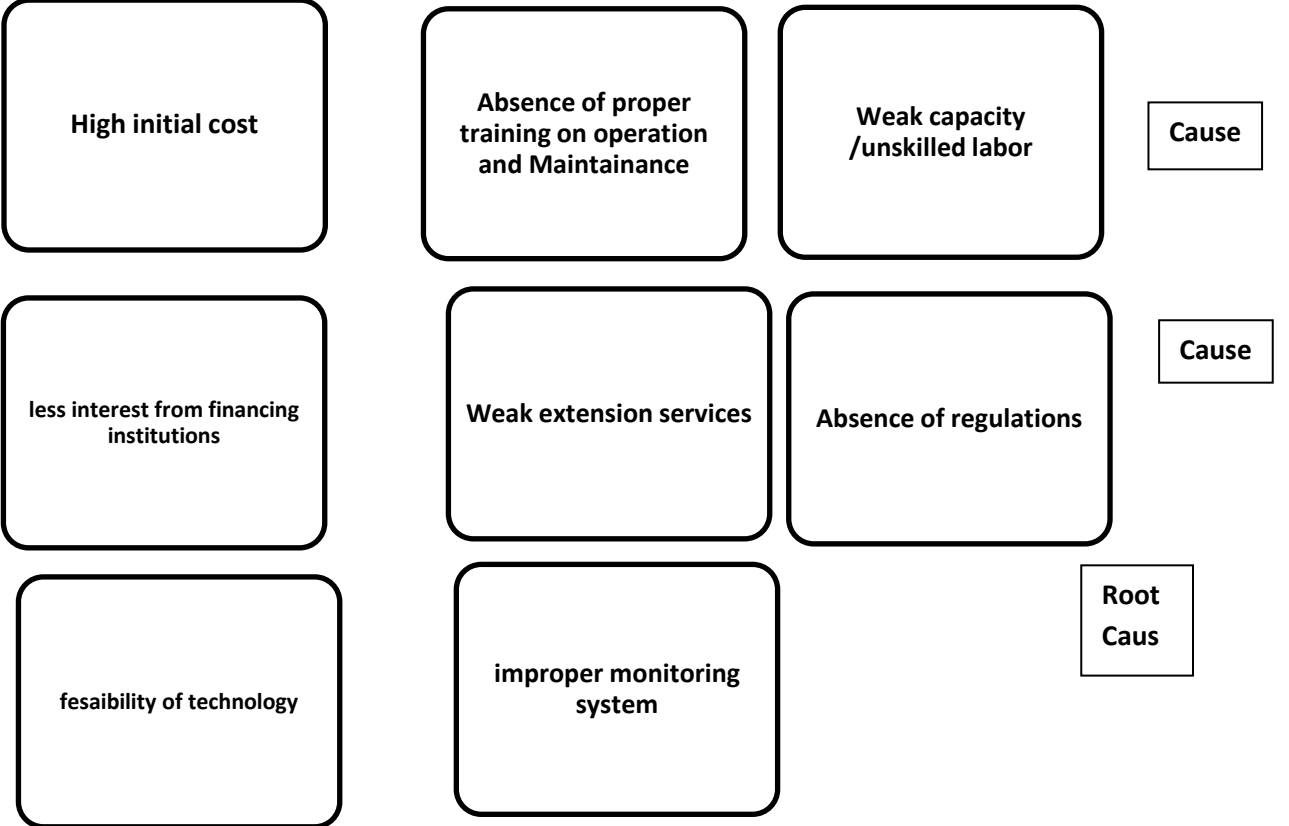 High initial cost
Absence of proper
training on operation
and Maintainance
Weak capacity
/unskilled labor
Cause
less interest from financing
institutions
Weak extension services
Absence of regulations
Cause
fesaibility of technology
improper monitoring
system
Root
Caus